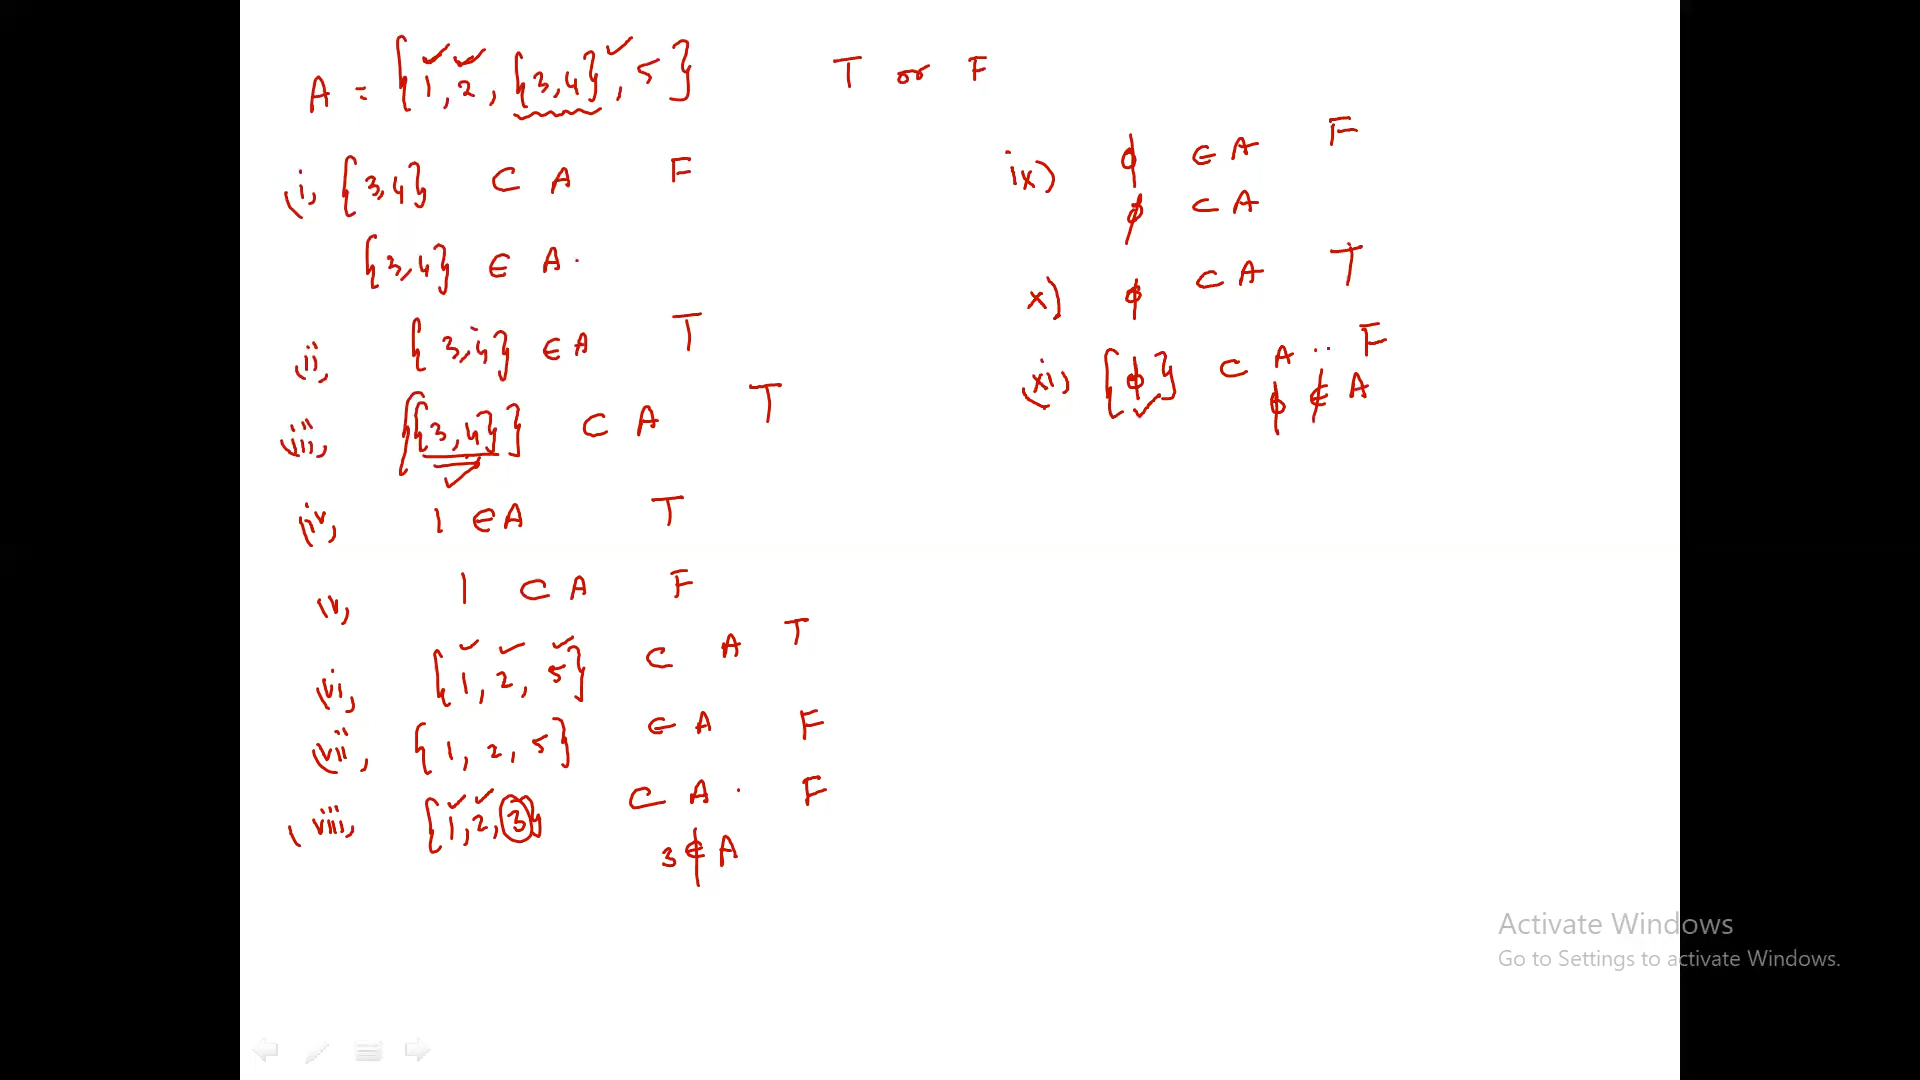 A = {1, 2, {3, 4}, 5} T or F
(i, {3,4} ⊂ A F
{3,4} ∈ A.
(ii, {3,4} ∈ A T
(iii, {{3,4}} ⊂ A T
(iv, 1 ∈ A T
(v, 1 ⊂ A F
(vi, {1, 2, 5} ⊂ A T
(vii, {1, 2, 5} ∈ A F
(viii, {1,2,3} ⊂ A. F
3 ∉ A
ix) ϕ ∈ A F
ϕ ⊂ A
x) ϕ ⊂ A T
(xi) {ϕ} ⊂ A .. F
ϕ ∉ A
Activate Windows
Go to Settings to activate Windows.